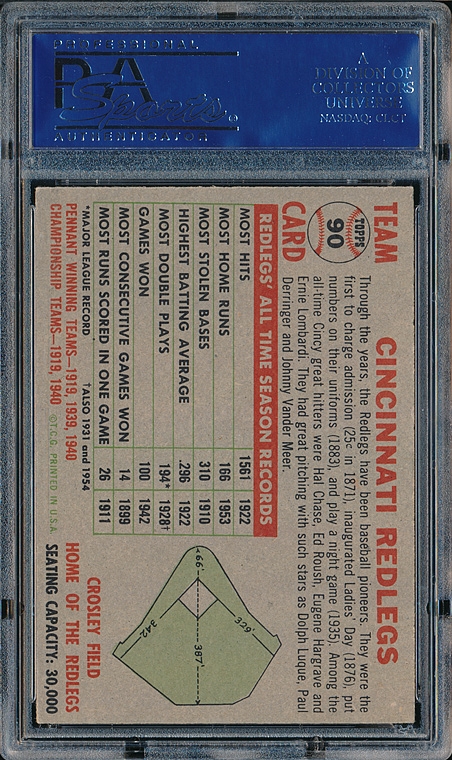 PROFESSIONAL
PSA
Sports
AUTHENTICATOR
A
DIVISION OF
COLLECTORS
UNIVERSE
NASDAQ: CLCT
TEAM
CARD
TOPPS
90
CINCINNATI REDLEGS
Through the years, the Redlegs have been baseball pioneers. They were the
first to charge admission (25c in 1871), inaugurated Ladies' Day (1876), put
numbers on their uniforms (1883), and play a night game (1935). Among the
all-time Cincy great hitters were Hal Chase, Ed Roush, Eugene Hargrave and
Ernie Lombardi. They had great pitching with such stars as Dolph Luque, Paul
Derringer and Johnny Vander Meer.
REDLEGS' ALL TIME SEASON RECORDS
MOST HITS 1561 1922
MOST HOME RUNS 166 1953
MOST STOLEN BASES 310 1910
HIGHEST BATTING AVERAGE .296 1922
MOST DOUBLE PLAYS 194* 1928†
GAMES WON 100 1942
MOST CONSECUTIVE GAMES WON 14 1899
MOST RUNS SCORED IN ONE GAME 26 1911
*MAJOR LEAGUE RECORD †ALSO 1931 and 1954
PENNANT WINNING TEAMS—1919, 1939, 1940
CHAMPIONSHIP TEAMS—1919, 1940
©T.C.G. PRINTED IN U.S.A.
66'
329'
387'
342'
CROSLEY FIELD
HOME OF THE REDLEGS
SEATING CAPACITY: 30,000